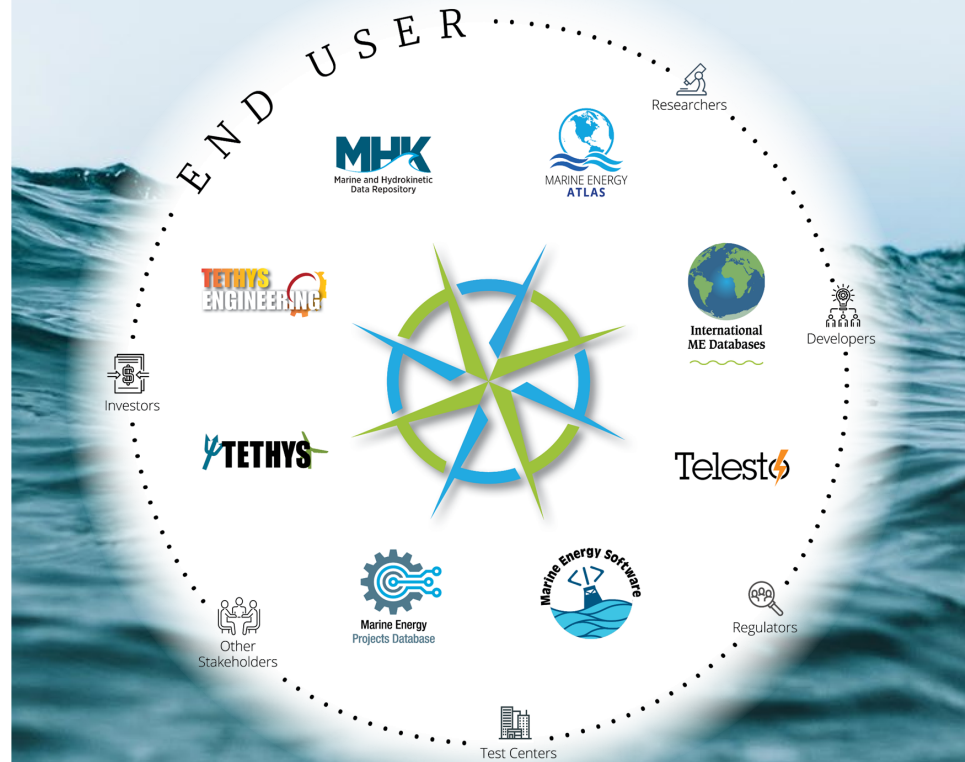 END USER
Researchers
MHK
Marine and Hydrokinetic
Data Repository
MARINE ENERGY
ATLAS
TETHYS
ENGINEERING
International
ME Databases
Developers
Investors
TETHYS
Telesto
Marine Energy
Projects Database
Marine Energy Software
</>
Other
Stakeholders
Regulators
Test Centers